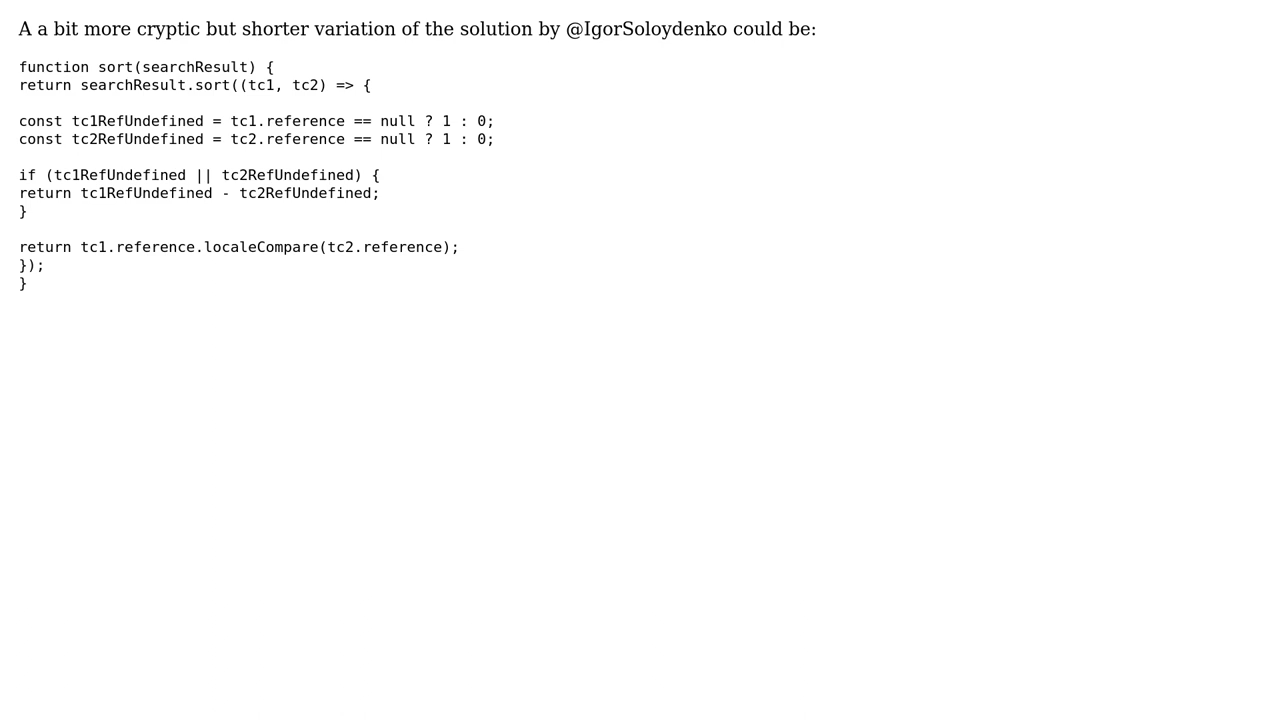 A a bit more cryptic but shorter variation of the solution by @IgorSoloydenko could be:
function sort(searchResult) {
return searchResult.sort((tc1, tc2) => {
const tc1RefUndefined = tc1.reference == null ? 1 : 0;
const tc2RefUndefined = tc2.reference == null ? 1 : 0;
if (tc1RefUndefined || tc2RefUndefined) {
return tc1RefUndefined - tc2RefUndefined;
}
return tc1.reference.localeCompare(tc2.reference);
});
}